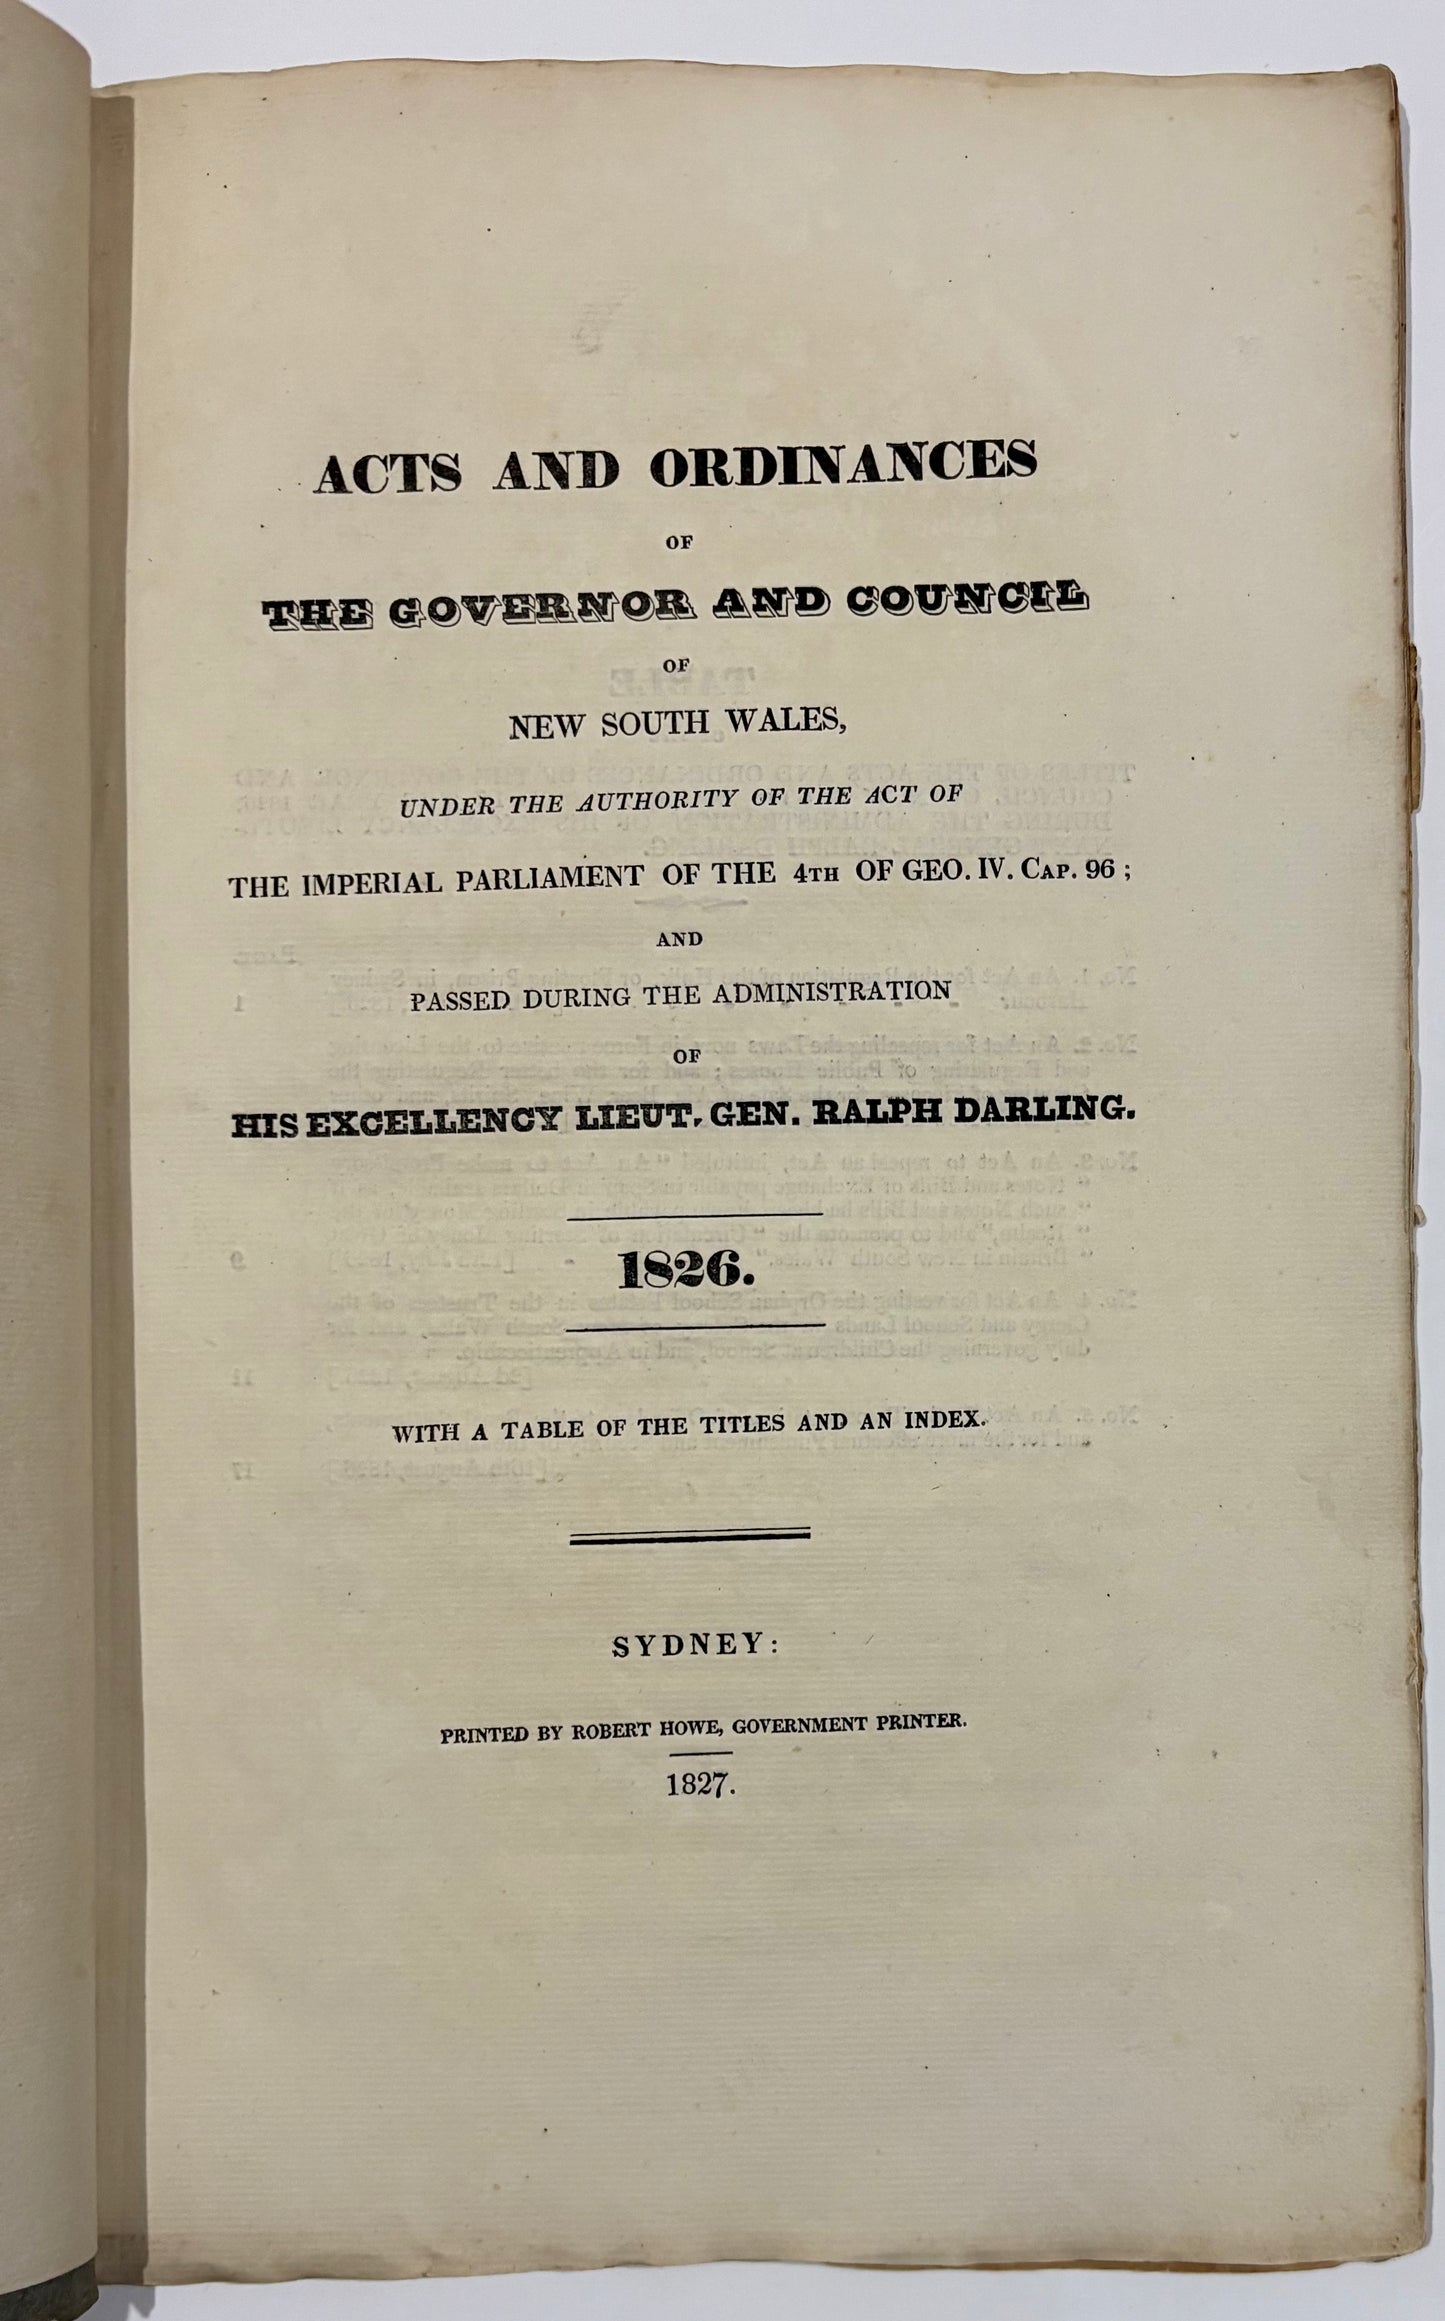 ACTS AND ORDINANCES
OF
THE GOVERNOR AND COUNCIL
OF
NEW SOUTH WALES,
UNDER THE AUTHORITY OF THE ACT OF
THE IMPERIAL PARLIAMENT OF THE 4TH OF GEO. IV. CAP. 96 ;
AND
PASSED DURING THE ADMINISTRATION
OF
HIS EXCELLENCY LIEUT. GEN. RALPH DARLING.
1826.
WITH A TABLE OF THE TITLES AND AN INDEX.
SYDNEY:
PRINTED BY ROBERT HOWE, GOVERNMENT PRINTER.
1827.